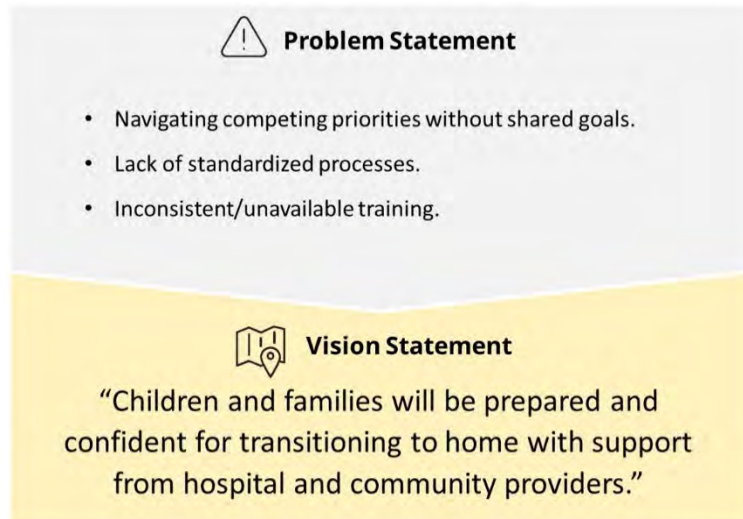 Problem Statement
• Navigating competing priorities without shared goals.
• Lack of standardized processes.
• Inconsistent/unavailable training.
Vision Statement
“Children and families will be prepared and
confident for transitioning to home with support
from hospital and community providers.”